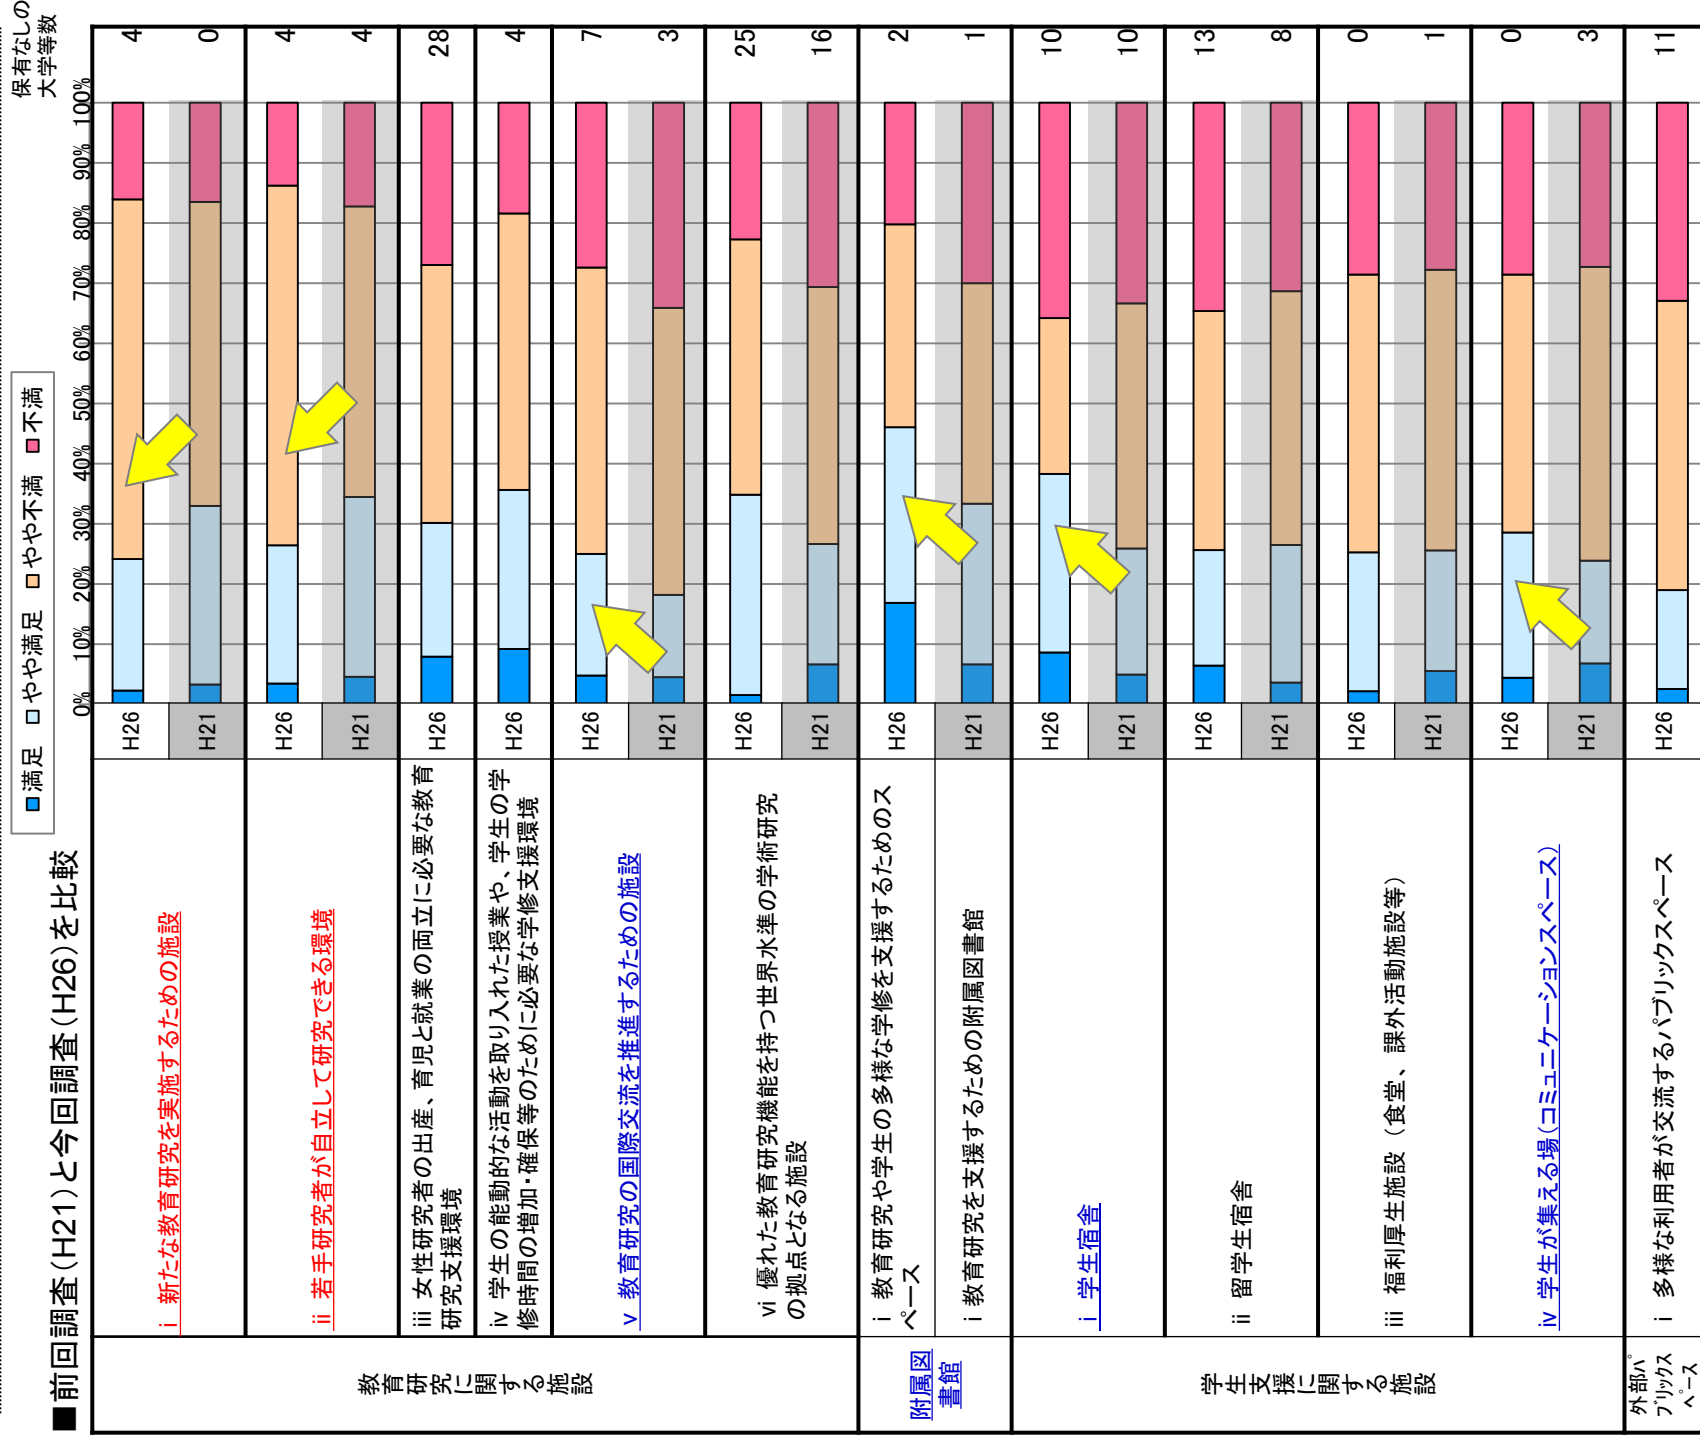 ■前回調査(H21)と今回調査(H26)を比較
満足 やや満足 やや不満 不満
保有なしの
大学等数
0% 10% 20% 30% 40% 50% 60% 70% 80% 90% 100%
教育研究に関する施設
ⅰ 新たな教育研究を実施するための施設
H26 4
H21 0
ⅱ 若手研究者が自立して研究できる環境
H26 4
H21 4
ⅲ 女性研究者の出産、育児と就業の両立に必要な教育
研究支援環境
H26 28
ⅳ 学生の能動的な活動を取り入れた授業や、学生の学
修時間の増加・確保等のために必要な学修支援環境
H26 4
ⅴ 教育研究の国際交流を推進するための施設
H26 7
H21 3
ⅵ 優れた教育研究機能を持つ世界水準の学術研究
の拠点となる施設
H26 25
H21 16
附属図
書館
ⅰ 教育研究や学生の多様な学修を支援するためのス
ペース
H26 2
ⅰ 教育研究を支援するための附属図書館
H21 1
学生支援に関する施設
ⅰ 学生宿舎
H26 10
H21 10
ⅱ 留学生宿舎
H26 13
H21 8
ⅲ 福利厚生施設（食堂、課外活動施設等）
H26 0
H21 1
ⅳ 学生が集える場(コミュニケーションスペース)
H26 0
H21 3
外部パ
ブリックス
ペース
ⅰ 多様な利用者が交流するパブリックスペース
H26 11